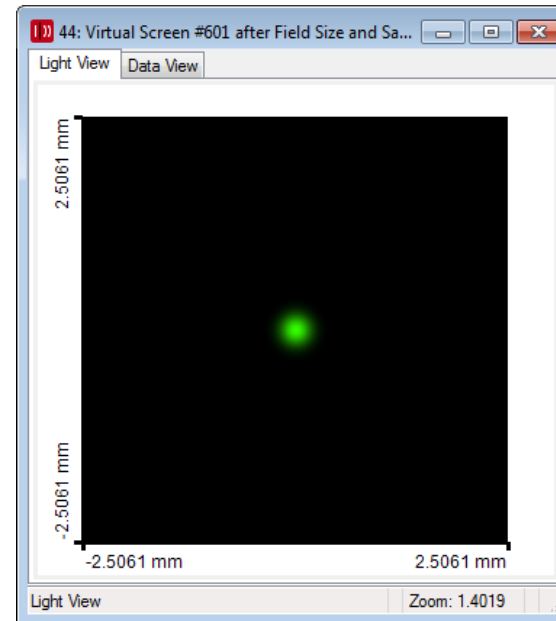 44: Virtual Screen #601 after Field Size and Sa...
Light View Data View
2.5061 mm
-2.5061 mm
-2.5061 mm 2.5061 mm
Light View Zoom: 1.4019